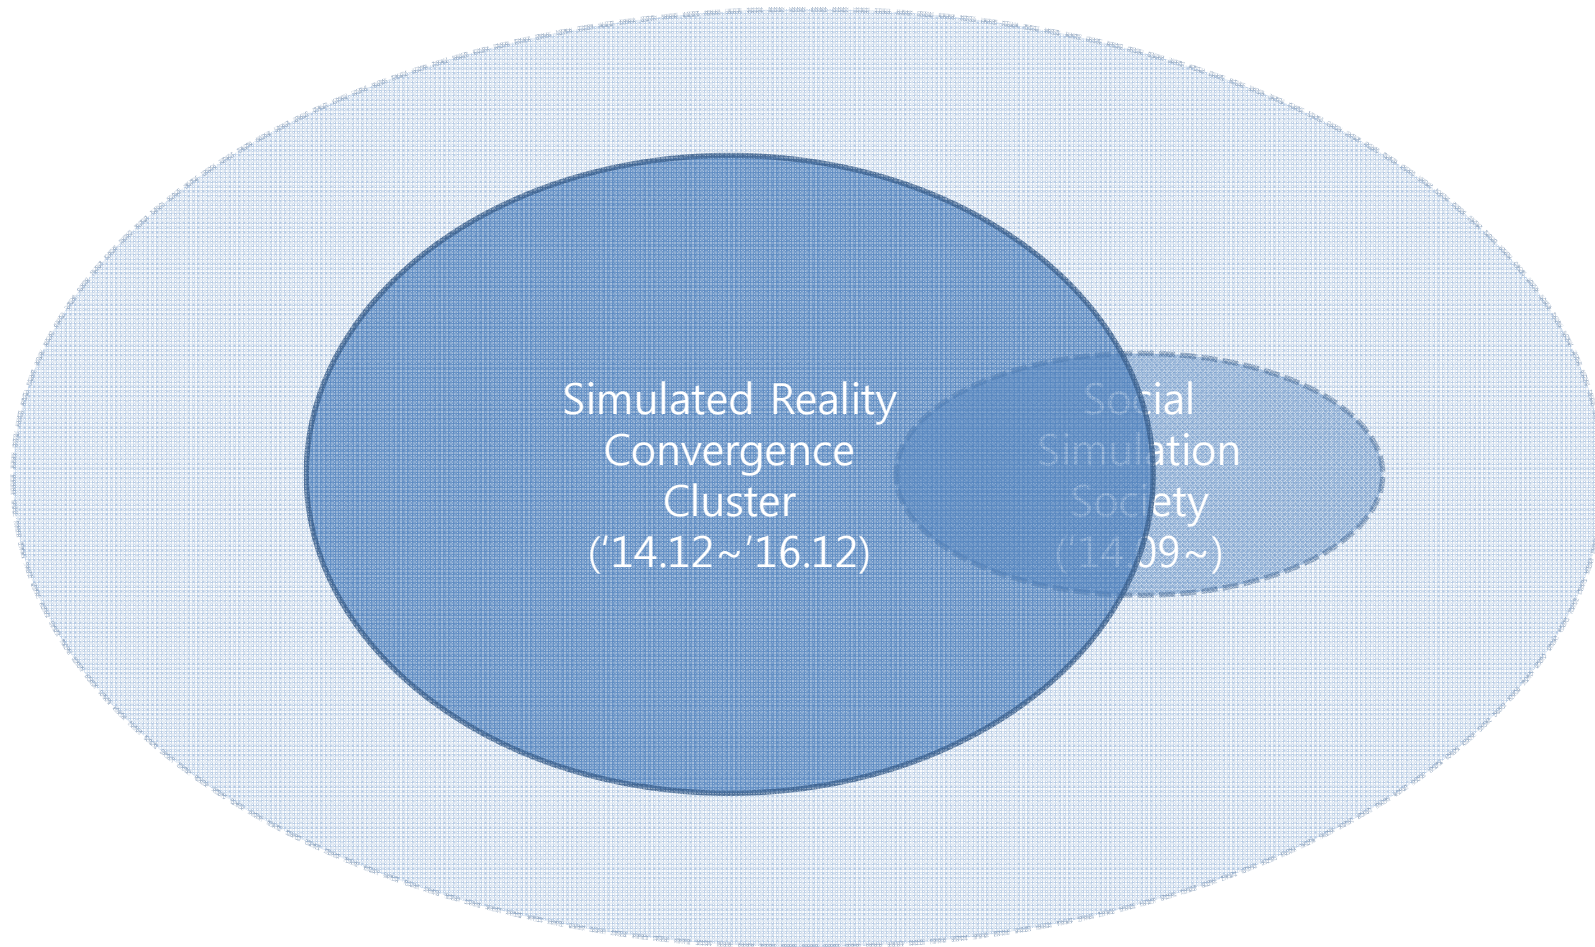 Simulated Reality
Convergence
Cluster
(‘14.12~’16.12)
Social
Simulation
Society
(‘14.09~)